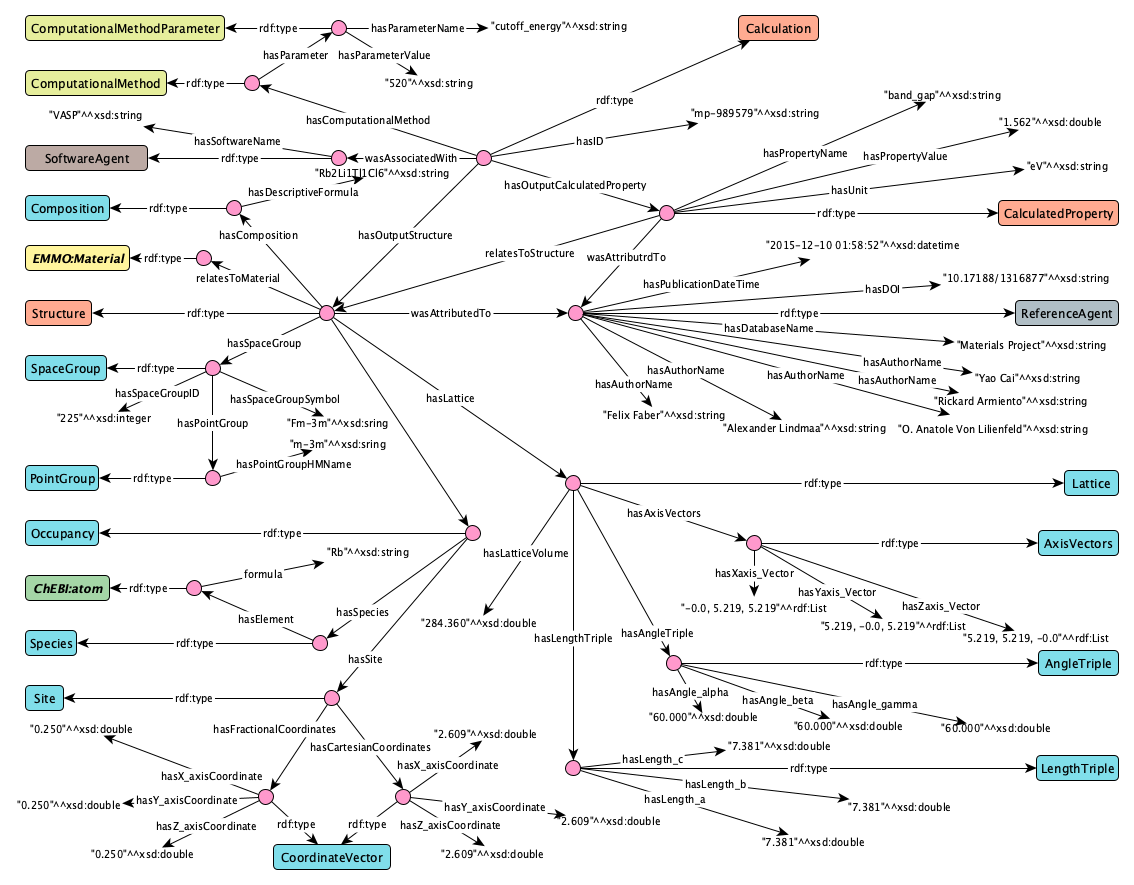 ComputationalMethodParameter
rdf:type
hasParameterName
"cutoff_energy"^^xsd:string
Calculation
hasParameter
hasParameterValue
ComputationalMethod
rdf:type
"520"^^xsd:string
"band_gap"^^xsd:string
rdf:type
"VASP"^^xsd:string
hasComputationalMethod
"mp-989579"^^xsd:string
"1.562"^^xsd:double
hasSoftwareName
hasID
hasPropertyName
hasPropertyValue
SoftwareAgent
rdf:type
wasAssociatedWith
"eV"^^xsd:string
"Rb2Li1Tl1Cl6"^^xsd:string
hasOutputCalculatedProperty
hasUnit
hasDescriptiveFormula
Composition
rdf:type
rdf:type
CalculatedProperty
hasComposition
hasOutputStructure
"2015-12-10 01:58:52"^^xsd:datetime
relatesToStructure
wasAttributrdTo
EMMO:Material
rdf:type
relatesToMaterial
hasPublicationDateTime
"10.17188/1316877"^^xsd:string
hasDOI
Structure
rdf:type
wasAttributedTo
rdf:type
ReferenceAgent
hasDatabaseName
hasSpaceGroup
"Materials Project"^^xsd:string
SpaceGroup
rdf:type
hasAuthorName
hasAuthorName
hasAuthorName
hasAuthorName
"Yao Cai"^^xsd:string
hasAuthorName
hasSpaceGroupID
hasSpaceGroupSymbol
hasLattice
"Rickard Armiento"^^xsd:string
"225"^^xsd:integer
"Fm-3m"^^xsd:sring
"Felix Faber"^^xsd:string
hasPointGroup
"Alexander Lindmaa"^^xsd:string
"O. Anatole Von Lilienfeld"^^xsd:string
"m-3m"^^xsd:sring
hasPointGroupHMName
PointGroup
rdf:type
rdf:type
Lattice
hasAxisVectors
Occupancy
rdf:type
rdf:type
AxisVectors
"Rb"^^xsd:string
hasLatticeVolume
formula
hasXaxis_Vector
ChEBI:atom
rdf:type
hasYaxis_Vector
"-0.0, 5.219, 5.219"^^rdf:List
hasZaxis_Vector
hasElement
hasSpecies
"284.360"^^xsd:double
"5.219, -0.0, 5.219"^^rdf:List
hasLengthTriple
hasAngleTriple
"5.219, 5.219, -0.0"^^rdf:List
Species
rdf:type
hasSite
rdf:type
AngleTriple
Site
rdf:type
hasAngle_alpha
hasAngle_beta
hasAngle_gamma
"60.000"^^xsd:double
"60.000"^^xsd:double
"60.000"^^xsd:double
"0.250"^^xsd:double
hasFractionalCoordinates
"2.609"^^xsd:double
hasCartesianCoordinates
"7.381"^^xsd:double
hasLength_c
hasX_axisCoordinate
hasX_axisCoordinate
rdf:type
LengthTriple
hasLength_b
"0.250"^^xsd:double
hasY_axisCoordinate
hasY_axisCoordinate
hasLength_a
"7.381"^^xsd:double
hasZ_axisCoordinate
rdf:type
rdf:type
hasZ_axisCoordinate
"2.609"^^xsd:double
"7.381"^^xsd:double
"0.250"^^xsd:double
CoordinateVector
"2.609"^^xsd:double